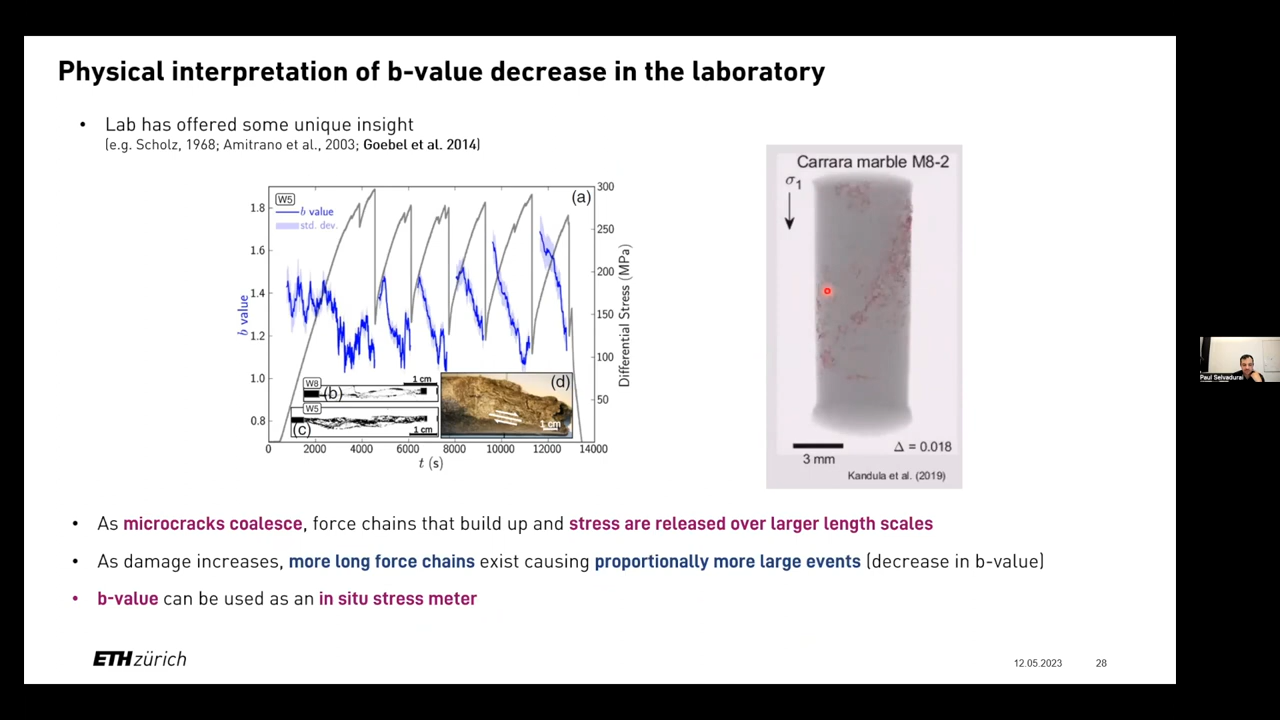 Physical interpretation of b-value decrease in the laboratory
• Lab has offered some unique insight
(e.g. Scholz, 1968; Amitrano et al., 2003; Goebel et al. 2014)
W5
b value
std. dev.
(a)
1.8
1.6
1.4
1.2
1.0
0.8
b value
300
250
200
150
100
50
Differential Stress (MPa)
W8
(b)
1 cm
W5
(c)
1 cm
(d)
1 cm
0 2000 4000 6000 8000 10000 12000 14000
t (s)
Carrara marble M8-2
σ1
3 mm
Δ = 0.018
Kandula et al. (2019)
• As microcracks coalesce, force chains that build up and stress are released over larger length scales
• As damage increases, more long force chains exist causing proportionally more large events (decrease in b-value)
• b-value can be used as an in situ stress meter
ETH zürich
12.05.2023 28
Paul Selvadurai